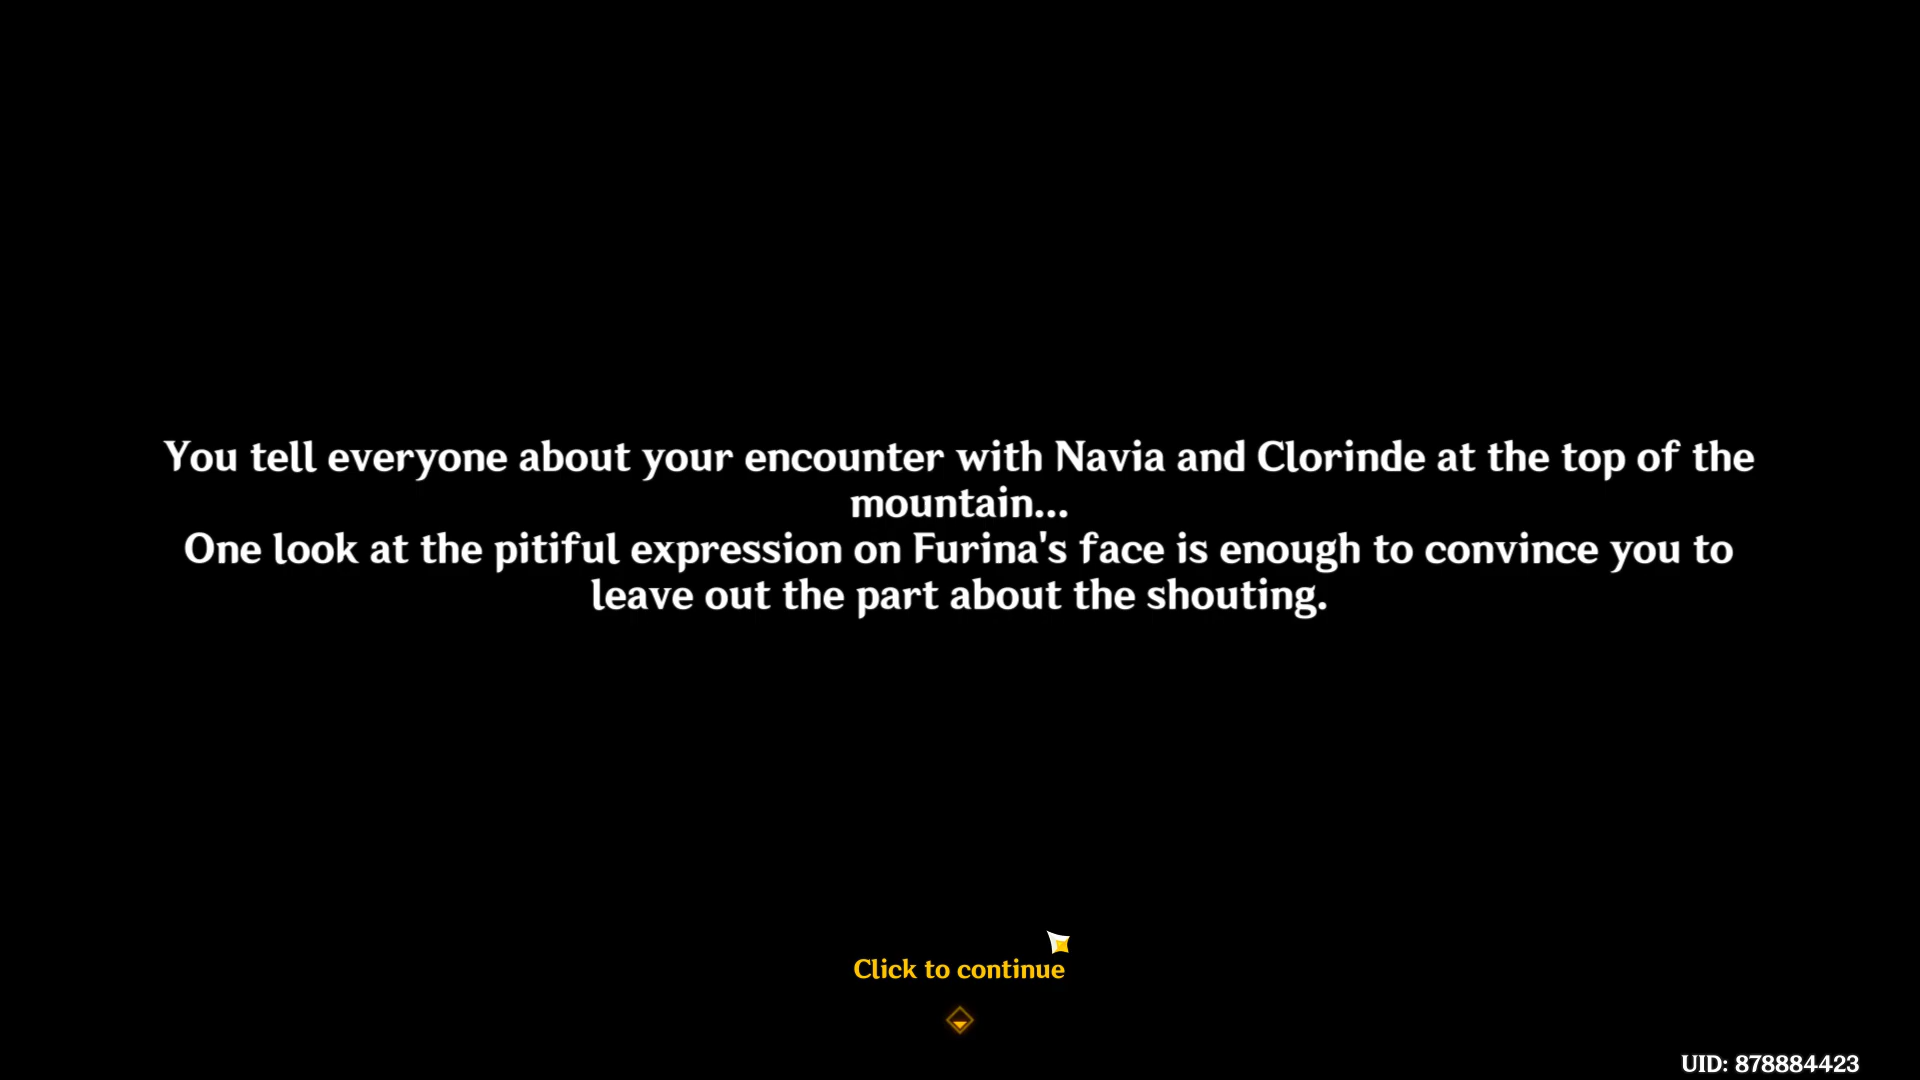 You tell everyone about your encounter with Navia and Clorinde at the top of the
mountain...
One look at the pitiful expression on Furina's face is enough to convince you to
leave out the part about the shouting.
Click to continue
UID: 878884423